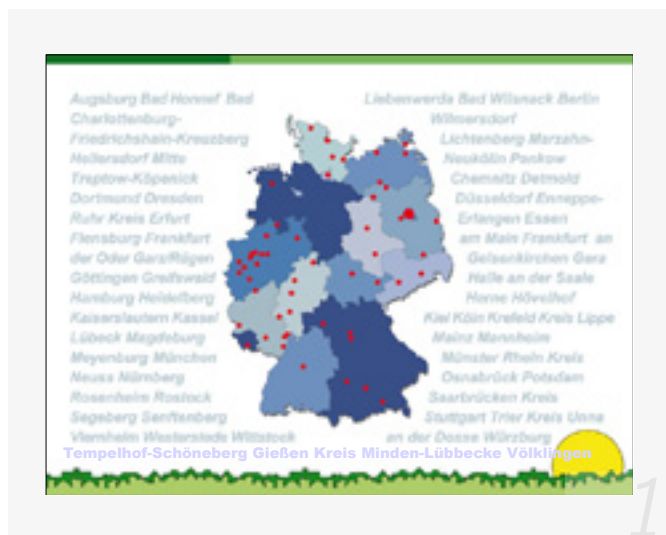 Augsburg Bad Honnef Bad Liebenwerda Bad Wilsnack Berlin
Charlottenburg- Wilmersdorf
Friedrichshain-Kreuzberg Lichtenberg Marzahn-
Hellersdorf Mitte Neukölln Pankow
Treptow-Köpenick Chemnitz Detmold
Dortmund Dresden Düsseldorf Enneppe-
Ruhr Kreis Erfurt Erlangen Essen
Flensburg Frankfurt am Main Frankfurt an
der Oder Garz/Rügen Gelsenkirchen Gera
Göttingen Greifswald Halle an der Saale
Hamburg Heidelberg Herne Hövelhof
Kaiserslautern Kassel Kiel Köln Krefeld Kreis Lippe
Lübeck Magdeburg Mainz Mannheim
Meyenburg München Münster Rhein Kreis
Neuss Nürnberg Osnabrück Potsdam
Rosenheim Rostock Saarbrücken Kreis
Segeberg Senftenberg Stuttgart Trier Kreis Unna
Viernheim Westerstede Wittstock an der Dosse Würzburg
Tempelhof-Schöneberg Gießen Kreis Minden-Lübbecke Völklingen
1